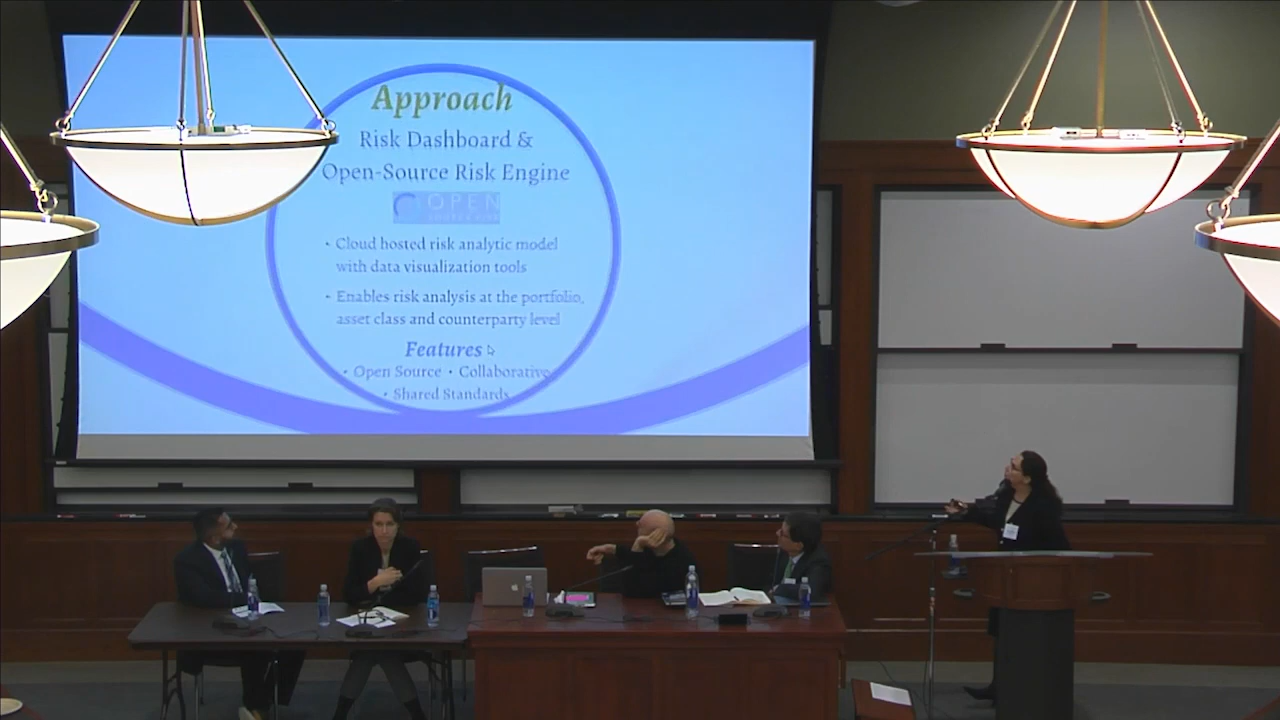 Approach
Risk Dashboard &
Open-Source Risk Engine
OPEN
• Cloud hosted risk analytic model
with data visualization tools
• Enables risk analysis at the portfolio,
asset class and counterparty level
Features
• Open Source • Collaborative
• Shared Standards